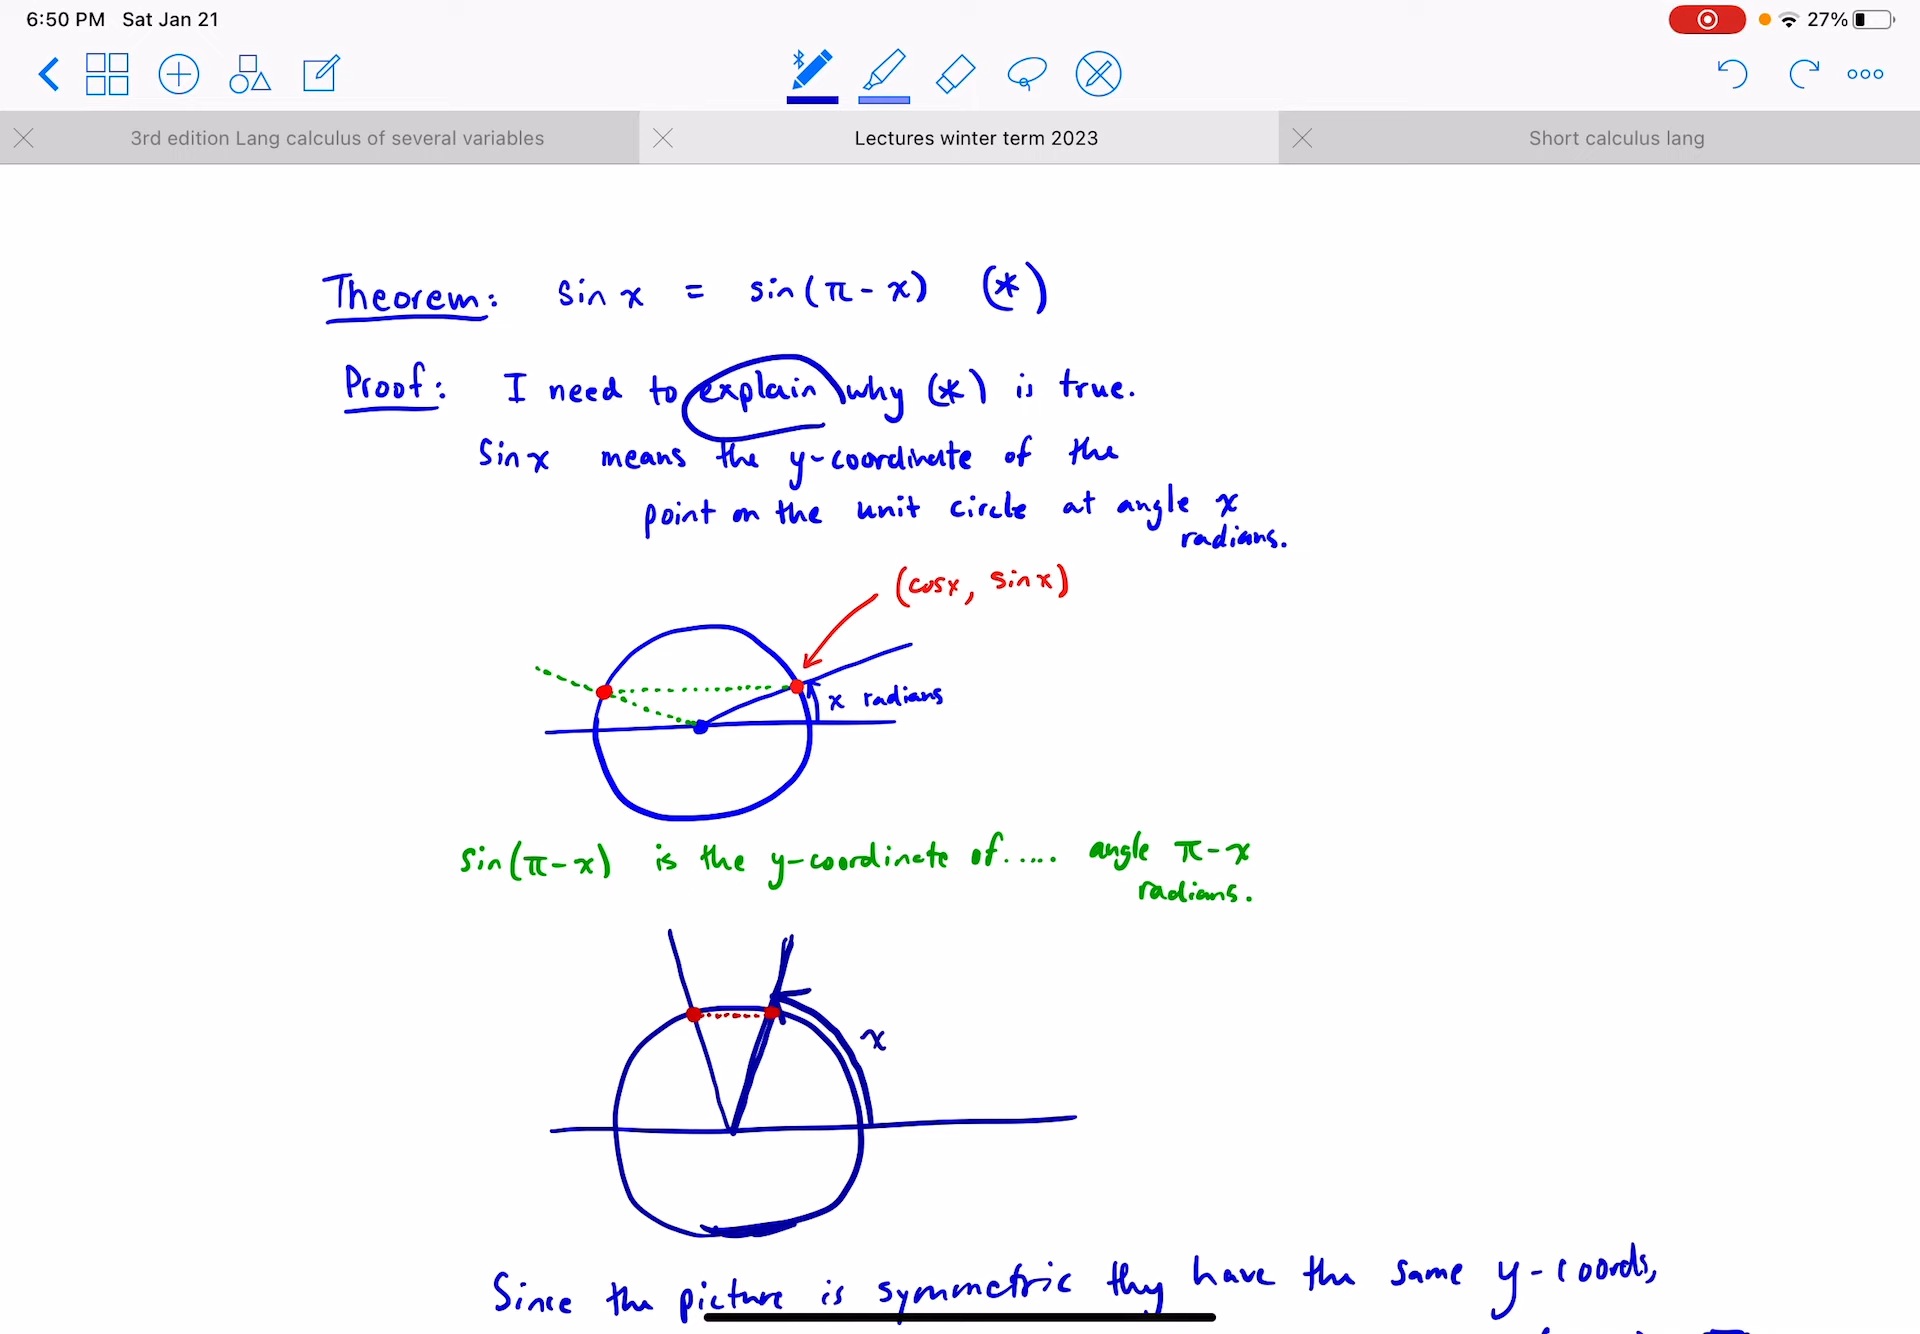 6:50 PM Sat Jan 21
27%
3rd edition Lang calculus of several variables
Lectures winter term 2023
Short calculus lang
Theorem: sin x = sin(π - x) (*)
Proof: I need to explain why (*) is true.
Sin x means the y-coordinate of the
point on the unit circle at angle x
radians.
(cosx, sinx)
x radians
sin(π-x) is the y-coordinate of..... angle π-x
radians.
x
Since the picture is symmetric they have the same y-coords,